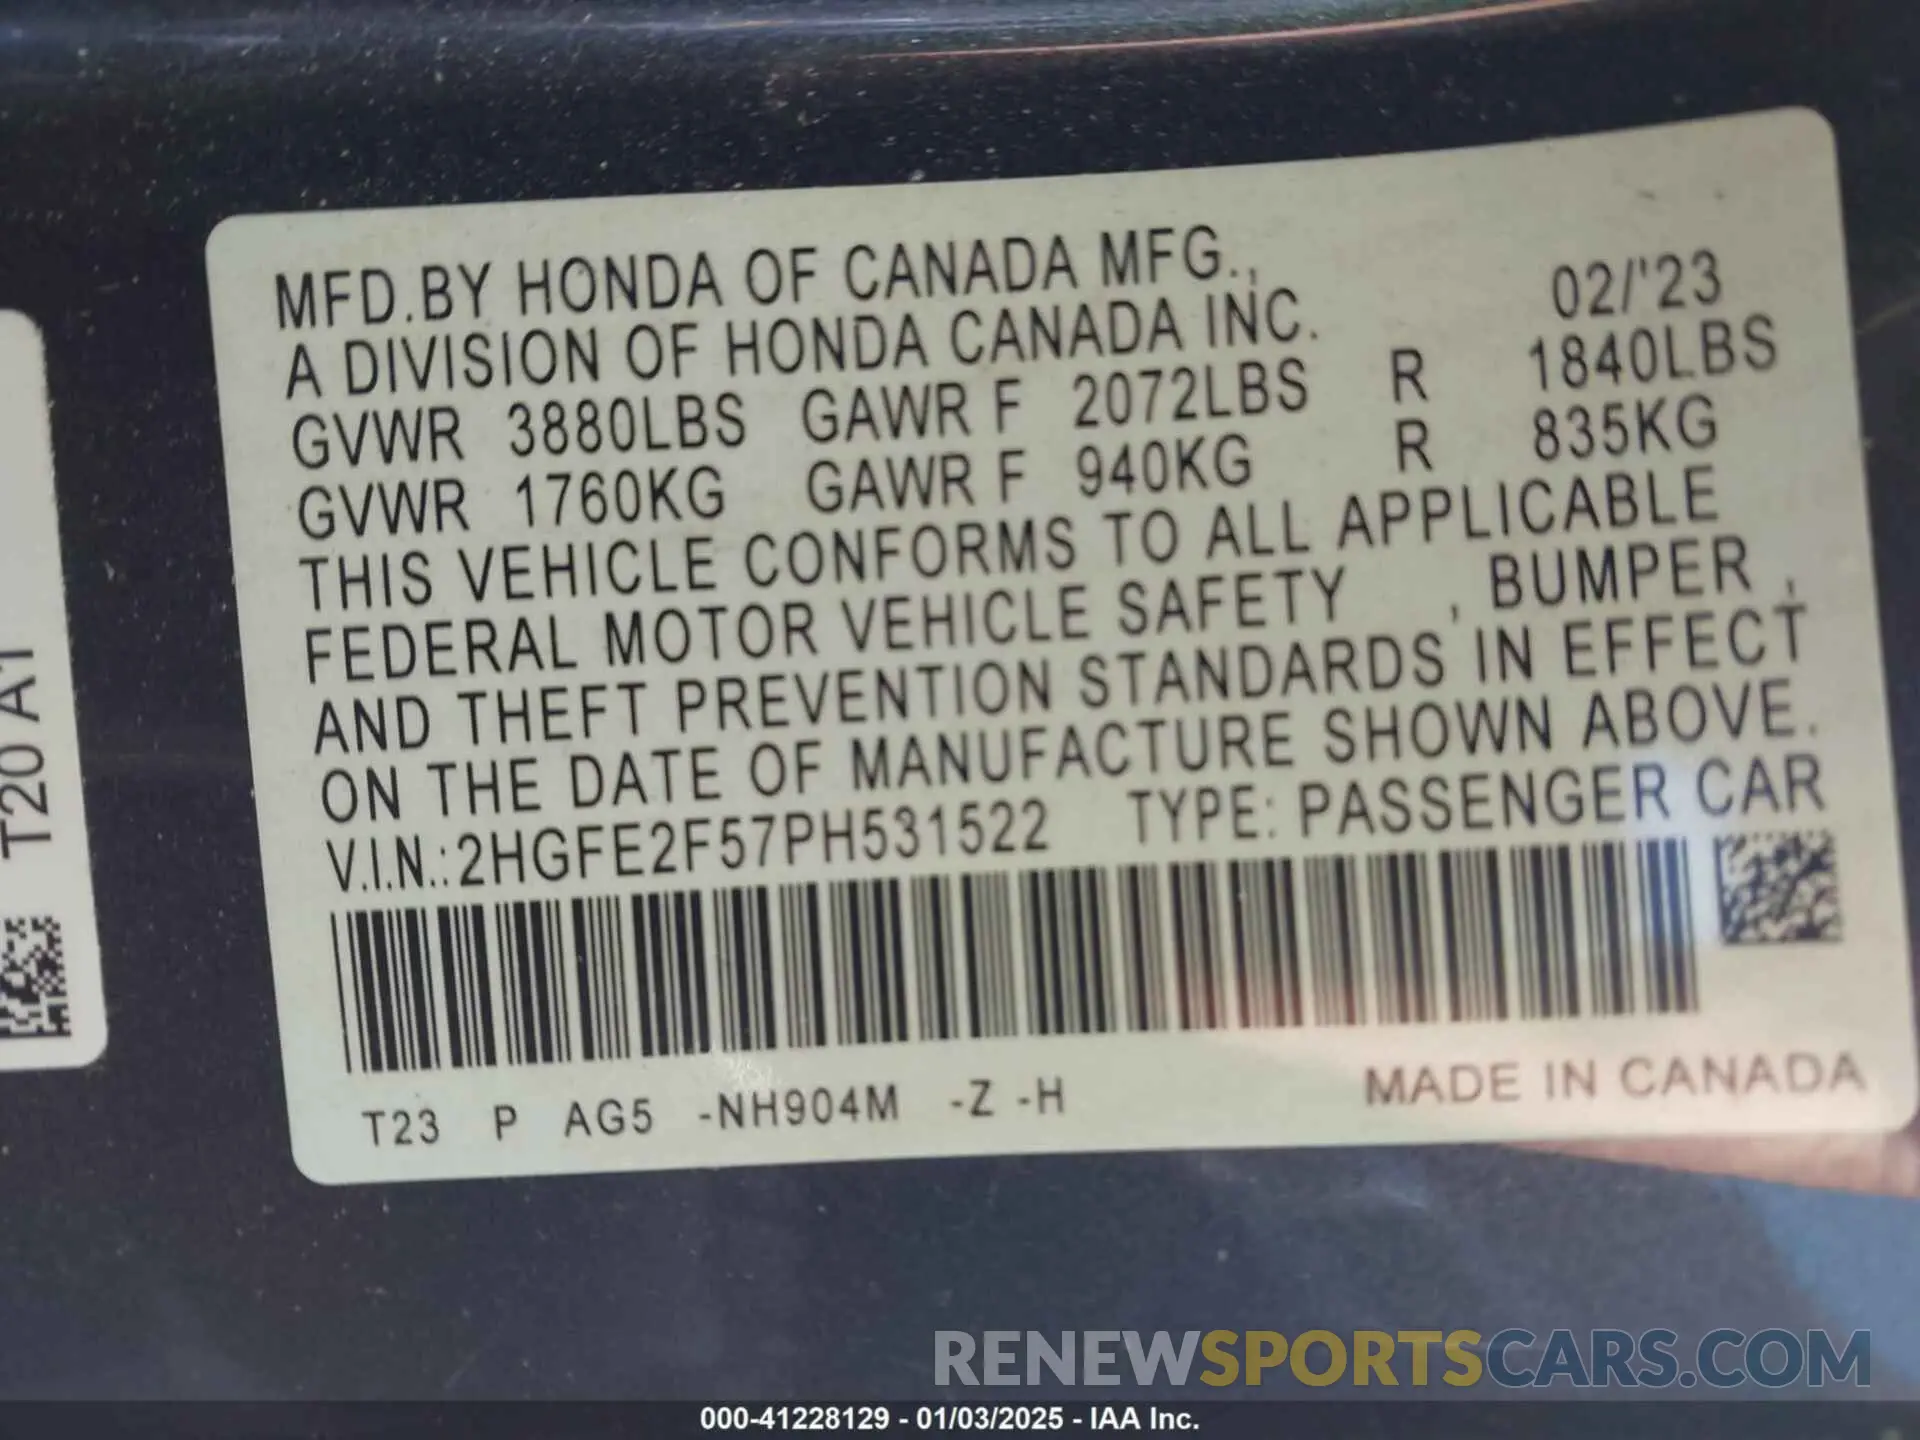 MFD.BY HONDA OF CANADA MFG.,
A DIVISION OF HONDA CANADA INC. 02/'23
GVWR 3880LBS GAWR F 2072LBS R 1840LBS
GVWR 1760KG GAWR F 940KG R 835KG
THIS VEHICLE CONFORMS TO ALL APPLICABLE
FEDERAL MOTOR VEHICLE SAFETY , BUMPER ,
AND THEFT PREVENTION STANDARDS IN EFFECT
ON THE DATE OF MANUFACTURE SHOWN ABOVE.
V.I.N.:2HGFE2F57PH531522 TYPE: PASSENGER CAR
T23 P AG5 -NH904M -Z -H
MADE IN CANADA
T20 A1
RENEWSPORTSCARS.COM
000-41228129 - 01/03/2025 - IAA Inc.